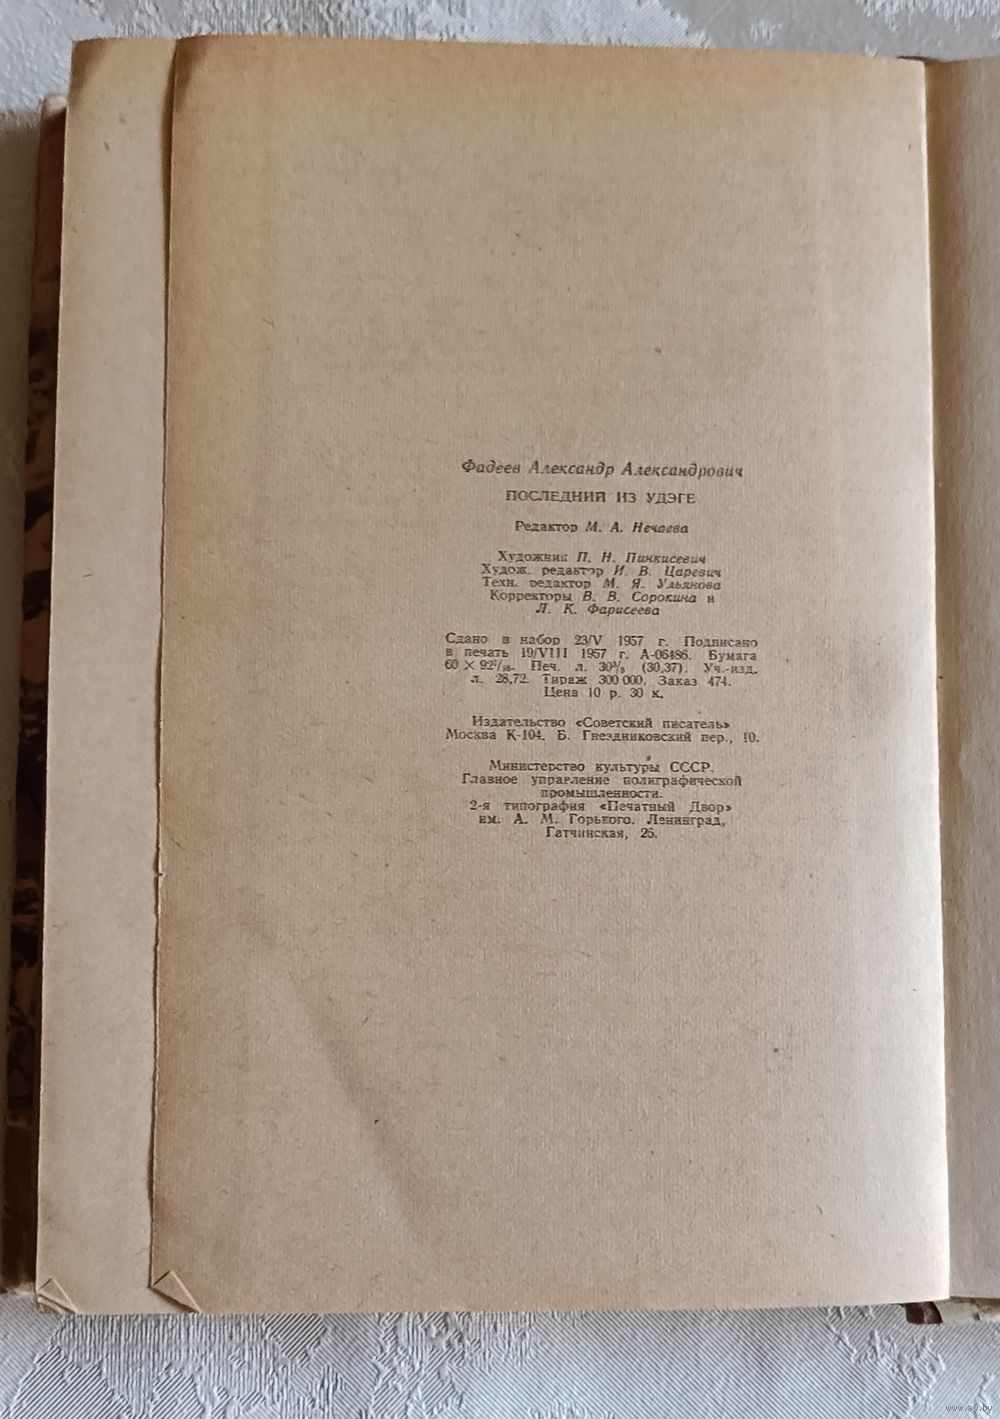 Фадеев Александр Александрович
ПОСЛЕДНИЙ ИЗ УДЭГЕ
Редактор М. А. Нечаева
Художник П. Н. Пинкисевич
Худож. редактор И. В. Царевич
Техн. редактор М. Я. Ульянова
Корректоры В. В. Сорокина и
Л. К. Фарисеева
Сдано в набор 23/V 1957 г. Подписано
в печать 19/VIII 1957 г. А-06486. Бумага
60 × 92¹/₁₆. Печ. л. 30³/₈ (30,37). Уч.-изд.
л. 28,72. Тираж 300 000. Заказ 474.
Цена 10 р. 30 к.
Издательство «Советский писатель»
Москва К-104. Б. Гнездниковский пер., 10.
Министерство культуры СССР.
Главное управление полиграфической
промышленности.
2-я типография «Печатный Двор»
им. А. М. Горького. Ленинград,
Гатчинская, 26.
www.ay.by